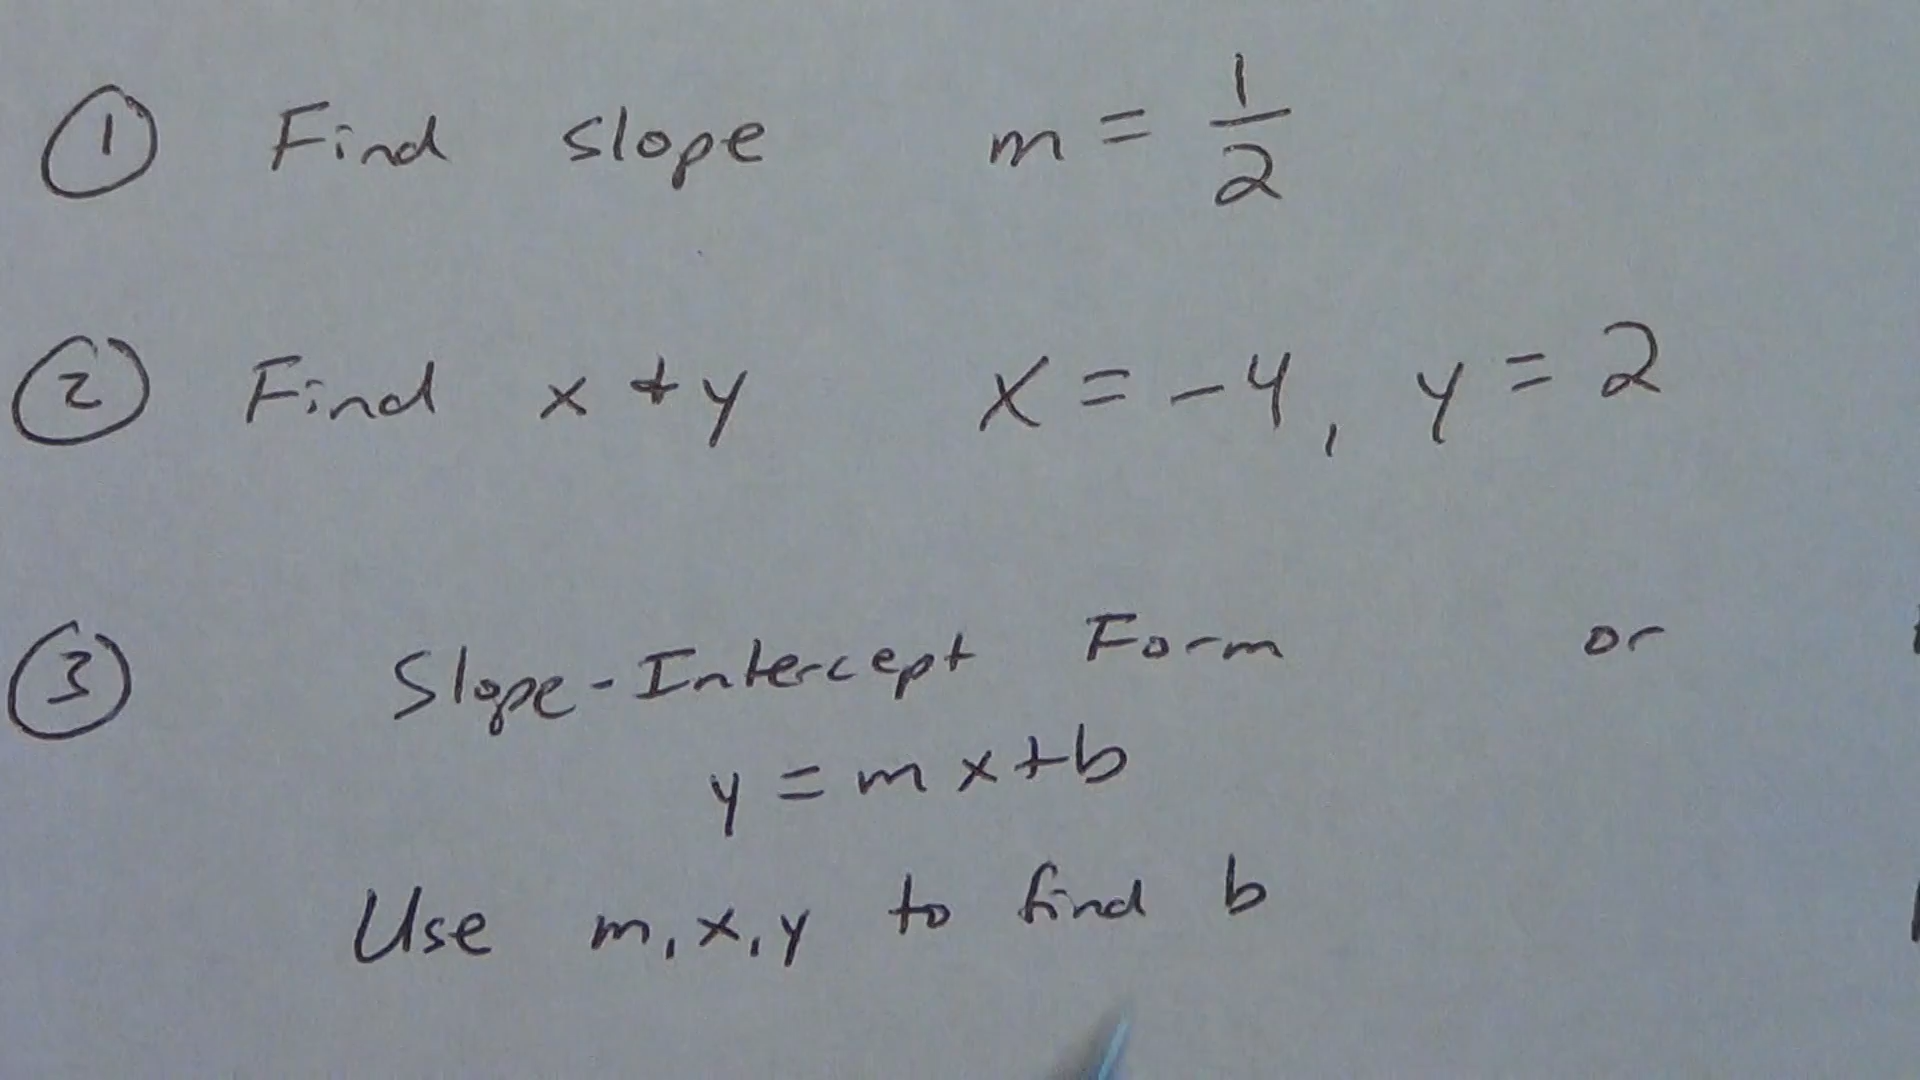 ① Find slope m = 1/2
② Find x + y x = -4, y = 2
③ Slope-Intercept Form or
y = mx+b
Use m, x, y to find b